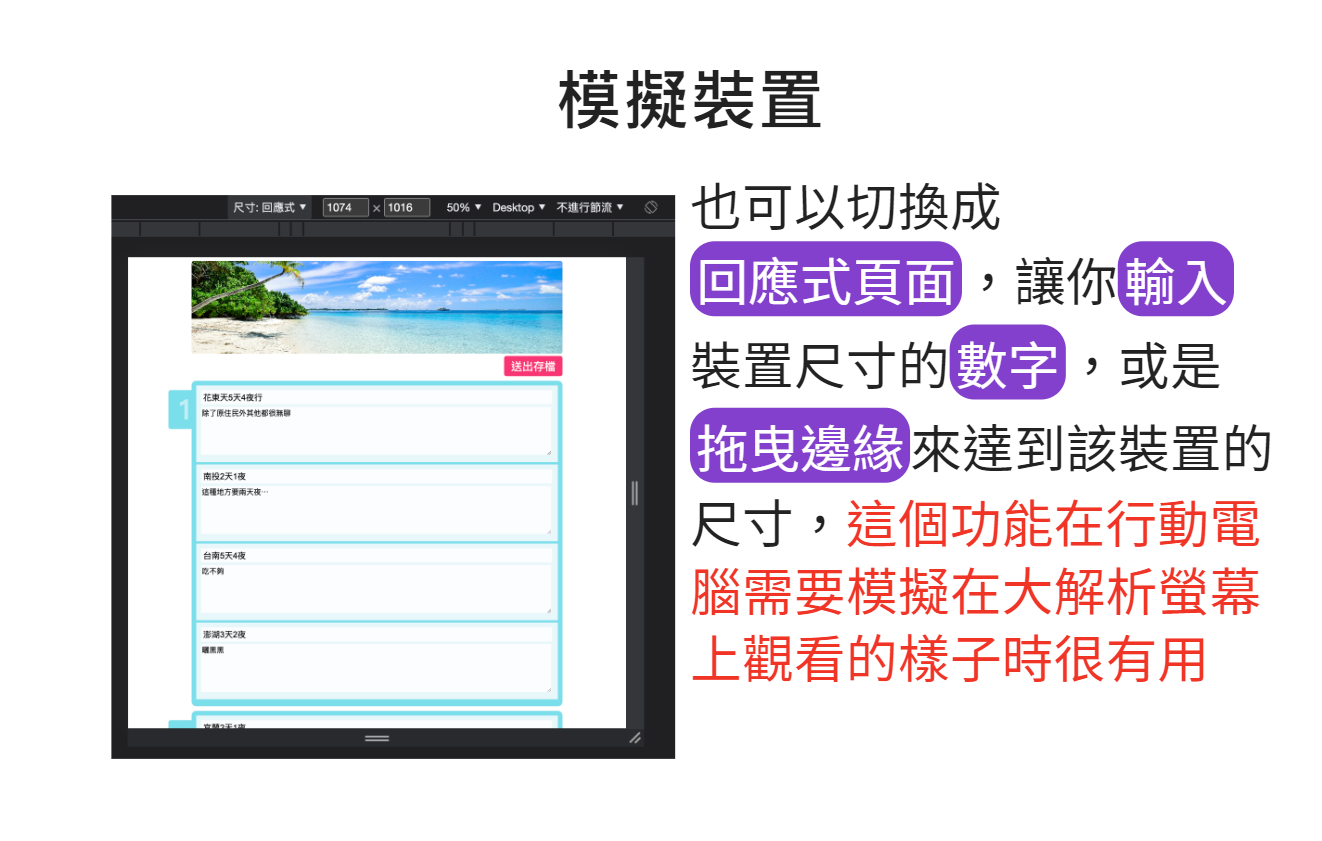 模擬裝置
尺寸: 回應式 ▼ 1074 × 1016 50% ▼ Desktop ▼ 不進行節流 ▼
送出存檔
1
花東天5天4夜行
除了原住民外其他都很無聊
南投2天1夜
這種地方要兩天夜⋯
台南5天4夜
吃不夠
澎湖3天2夜
曬黑黑
也可以切換成
回應式頁面，讓你輸入
裝置尺寸的數字，或是
拖曳邊緣來達到該裝置的
尺寸，這個功能在行動電
腦需要模擬在大解析螢幕
上觀看的樣子時很有用